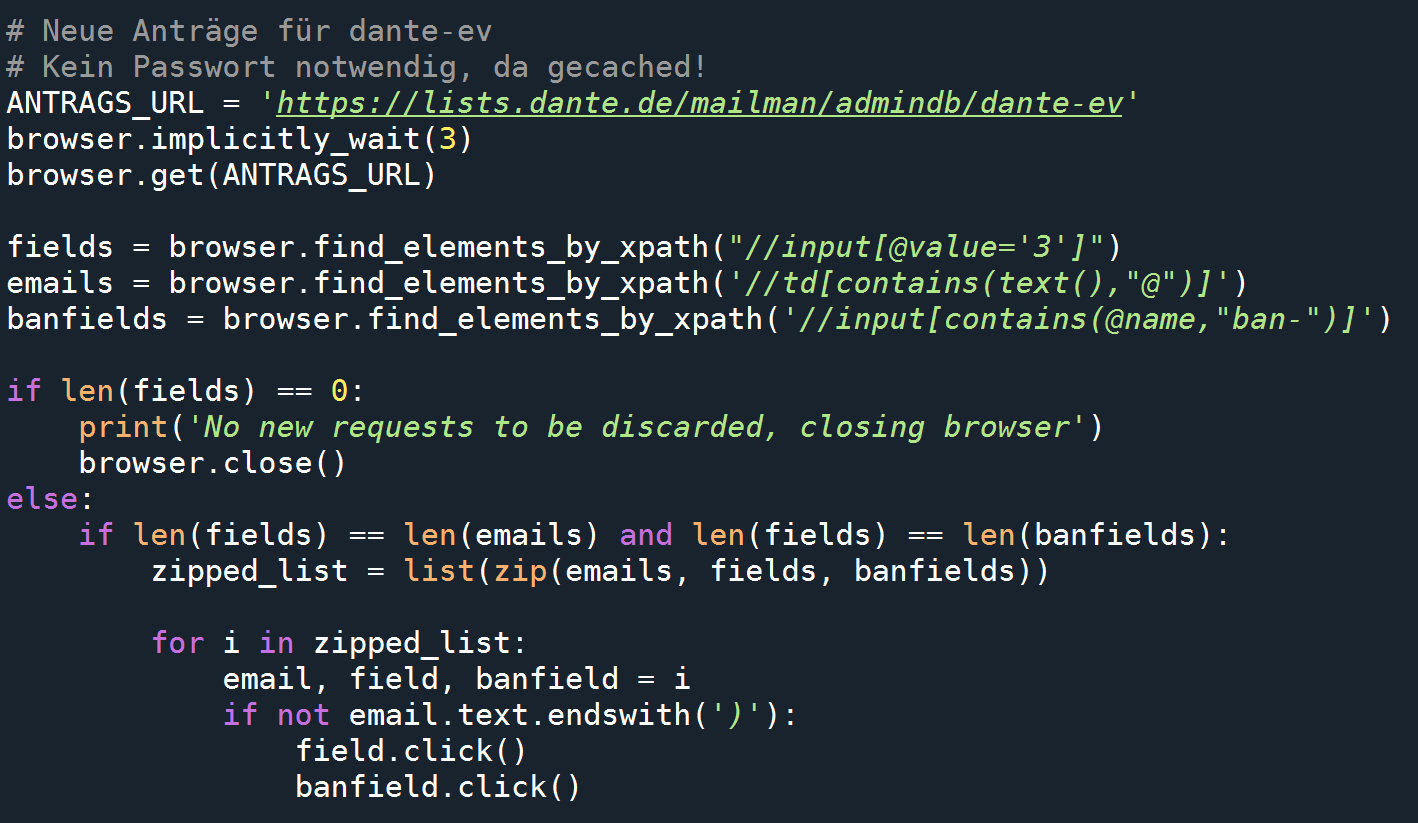 # Neue Anträge für dante-ev
# Kein Passwort notwendig, da gecached!
ANTRAGS_URL = 'https://lists.dante.de/mailman/admindb/dante-ev'
browser.implicitly_wait(3)
browser.get(ANTRAGS_URL)

fields = browser.find_elements_by_xpath("//input[@value='3']")
emails = browser.find_elements_by_xpath('//td[contains(text(),"@")]')
banfields = browser.find_elements_by_xpath('//input[contains(@name,"ban-")]')

if len(fields) == 0:
    print('No new requests to be discarded, closing browser')
    browser.close()
else:
    if len(fields) == len(emails) and len(fields) == len(banfields):
        zipped_list = list(zip(emails, fields, banfields))

        for i in zipped_list:
            email, field, banfield = i
            if not email.text.endswith(')'):
                field.click()
                banfield.click()